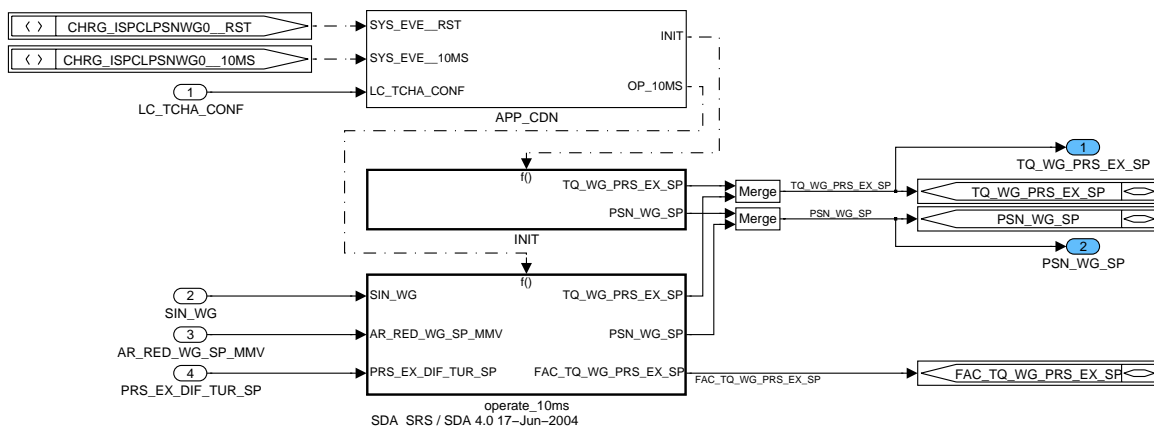 CHRG_ISPCLPSNWG0__RST
CHRG_ISPCLPSNWG0__10MS
1
LC_TCHA_CONF
SYS_EVE__RST
SYS_EVE__10MS
LC_TCHA_CONF
INIT
OP_10MS
APP_CDN
f()
TQ_WG_PRS_EX_SP
PSN_WG_SP
INIT
Merge
Merge
TQ_WG_PRS_EX_SP
PSN_WG_SP
1
TQ_WG_PRS_EX_SP
TQ_WG_PRS_EX_SP
PSN_WG_SP
2
PSN_WG_SP
2
SIN_WG
3
AR_RED_WG_SP_MMV
4
PRS_EX_DIF_TUR_SP
f()
SIN_WG
AR_RED_WG_SP_MMV
PRS_EX_DIF_TUR_SP
TQ_WG_PRS_EX_SP
PSN_WG_SP
FAC_TQ_WG_PRS_EX_SP
FAC_TQ_WG_PRS_EX_SP
FAC_TQ_WG_PRS_EX_SP
operate_10ms
SDA SRS / SDA 4.0 17−Jun−2004